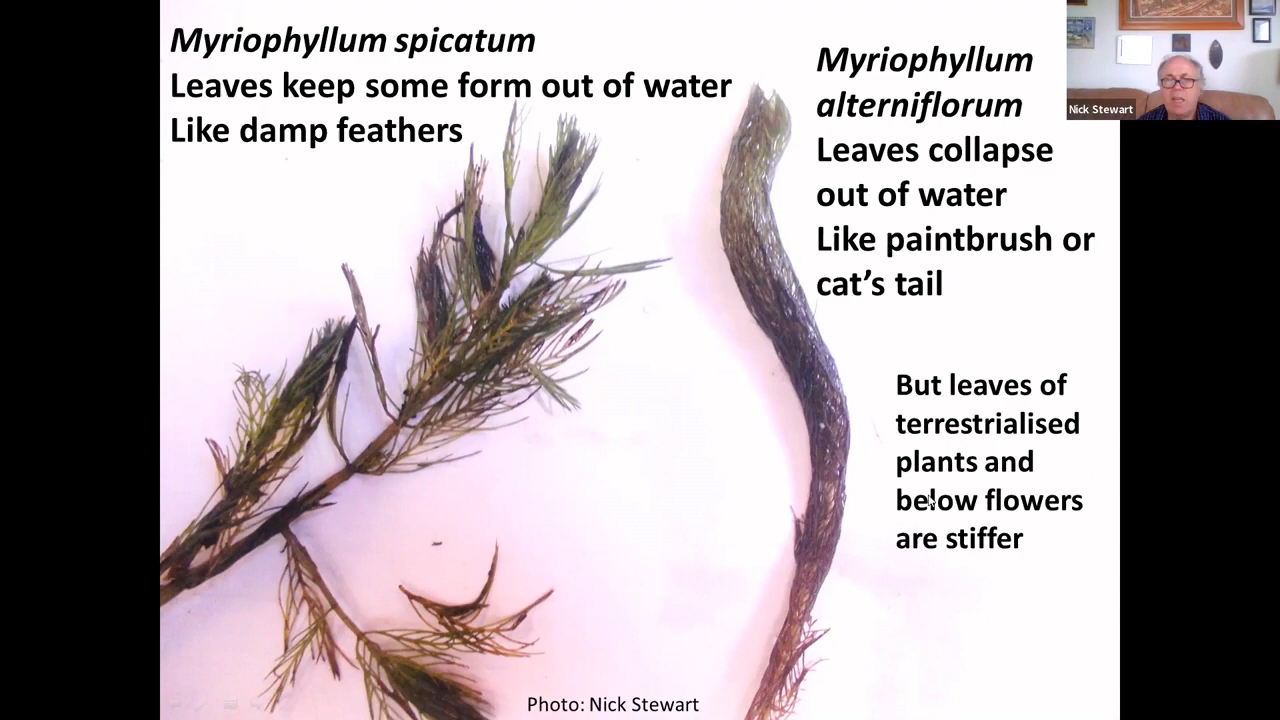 Myriophyllum spicatum
Leaves keep some form out of water
Like damp feathers
Myriophyllum
alterniflorum
Leaves collapse
out of water
Like paintbrush or
cat’s tail
But leaves of
terrestrialised
plants and
below flowers
are stiffer
Photo: Nick Stewart
Nick Stewart